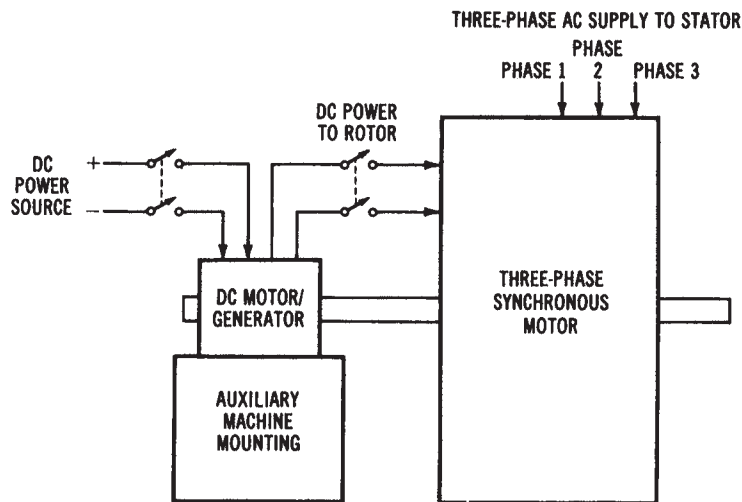 THREE-PHASE AC SUPPLY TO STATOR
PHASE
PHASE 1 2 PHASE 3
DC POWER
TO ROTOR
DC
POWER
SOURCE
+
−
DC MOTOR/
GENERATOR
THREE-PHASE
SYNCHRONOUS
MOTOR
AUXILIARY
MACHINE
MOUNTING